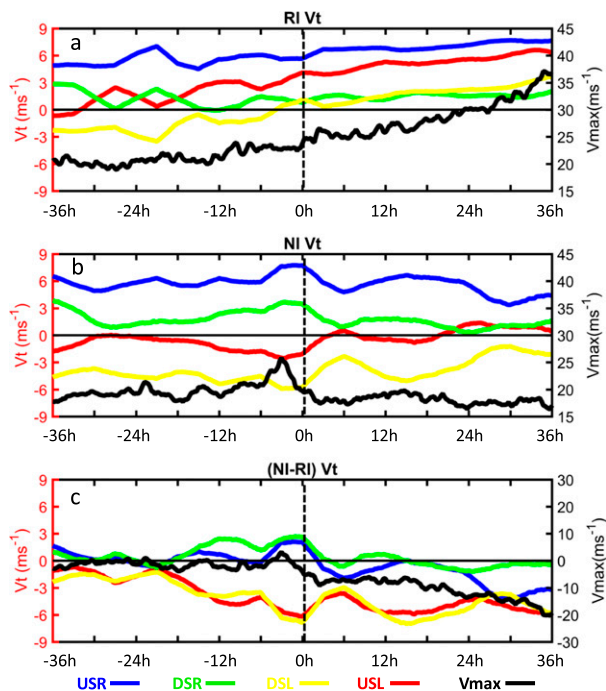 RI Vt
a
9 6 3 0 -3 -6 -9
Vt (ms-1)
45 40 35 30 25 20 15
Vmax(ms-1)
-36h -24h -12h 0h 12h 24h 36h
NI Vt
b
9 6 3 0 -3 -6 -9
Vt (ms-1)
45 40 35 30 25 20 15
Vmax(ms-1)
-36h -24h -12h 0h 12h 24h 36h
(NI-RI) Vt
c
9 6 3 0 -3 -6 -9
Vt (ms-1)
30 20 10 0 -10 -20 -30
Vmax(ms-1)
-36h -24h -12h 0h 12h 24h 36h
USR DSR DSL USL Vmax